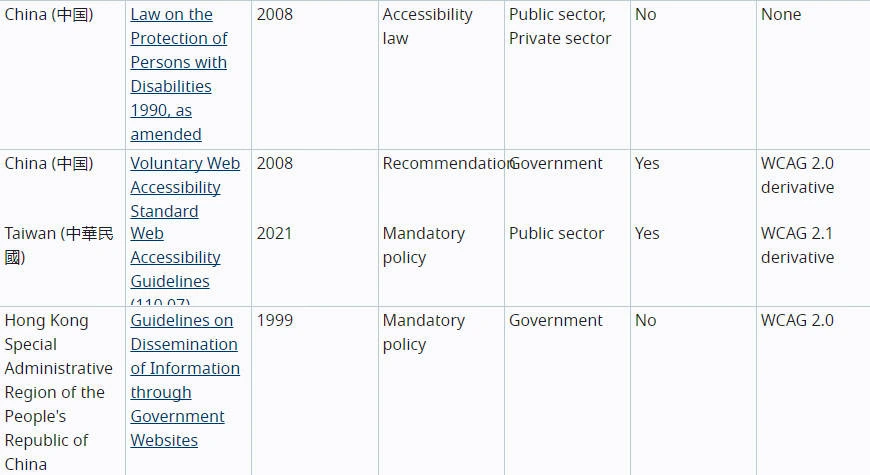 China (中国)
Law on the
Protection of
Persons with
Disabilities
1990, as
amended
2008
Accessibility
law
Public sector,
Private sector
No
None
China (中国)
Voluntary Web
Accessibility
Standard
2008
Recommendation
Government
Yes
WCAG 2.0
derivative
Taiwan (中華民
國)
Web
Accessibility
Guidelines
(110.07)
2021
Mandatory
policy
Public sector
Yes
WCAG 2.1
derivative
Hong Kong
Special
Administrative
Region of the
People's
Republic of
China
Guidelines on
Dissemination
of Information
through
Government
Websites
1999
Mandatory
policy
Government
No
WCAG 2.0